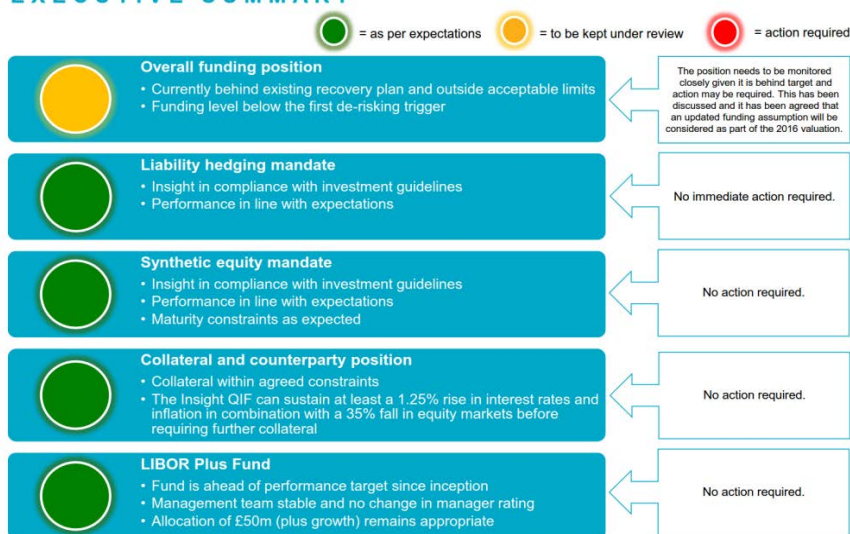 EXECUTIVE SUMMARY
= as per expectations
= to be kept under review
= action required
Overall funding position
• Currently behind existing recovery plan and outside acceptable limits
• Funding level below the first de-risking trigger
The position needs to be monitored
closely given it is behind target and
action may be required. This has been
discussed and it has been agreed that
an updated funding assumption will be
considered as part of the 2016 valuation.
Liability hedging mandate
• Insight in compliance with investment guidelines
• Performance in line with expectations
No immediate action required.
Synthetic equity mandate
• Insight in compliance with investment guidelines
• Performance in line with expectations
• Maturity constraints as expected
No action required.
Collateral and counterparty position
• Collateral within agreed constraints
• The Insight QIF can sustain at least a 1.25% rise in interest rates and
inflation in combination with a 35% fall in equity markets before
requiring further collateral
No action required.
LIBOR Plus Fund
• Fund is ahead of performance target since inception
• Management team stable and no change in manager rating
• Allocation of £50m (plus growth) remains appropriate
No action required.